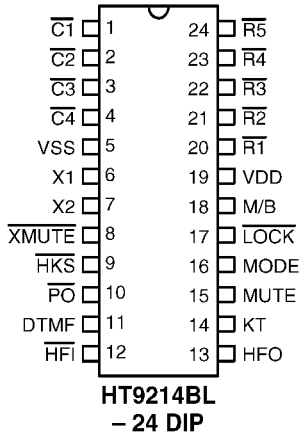 C1 1 24 R5
C2 2 23 R4
C3 3 22 R3
C4 4 21 R2
VSS 5 20 R1
X1 6 19 VDD
X2 7 18 M/B
XMUTE 8 17 LOCK
HKS 9 16 MODE
PO 10 15 MUTE
DTMF 11 14 KT
HFI 12 13 HFO
HT9214BL
– 24 DIP